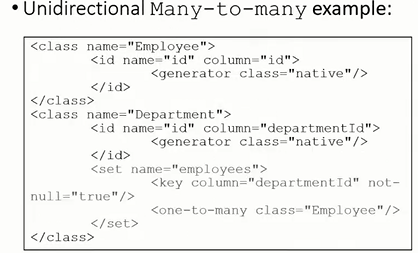 • Unidirectional Many-to-many example:
<class name="Employee">
<id name="id" column="id">
<generator class="native"/>
</id>
</class>
<class name="Department">
<id name="id" column="departmentId">
<generator class="native"/>
</id>
<set name="employees">
<key column="departmentId" not-
null="true"/>
<one-to-many class="Employee"/>
</set>
</class>